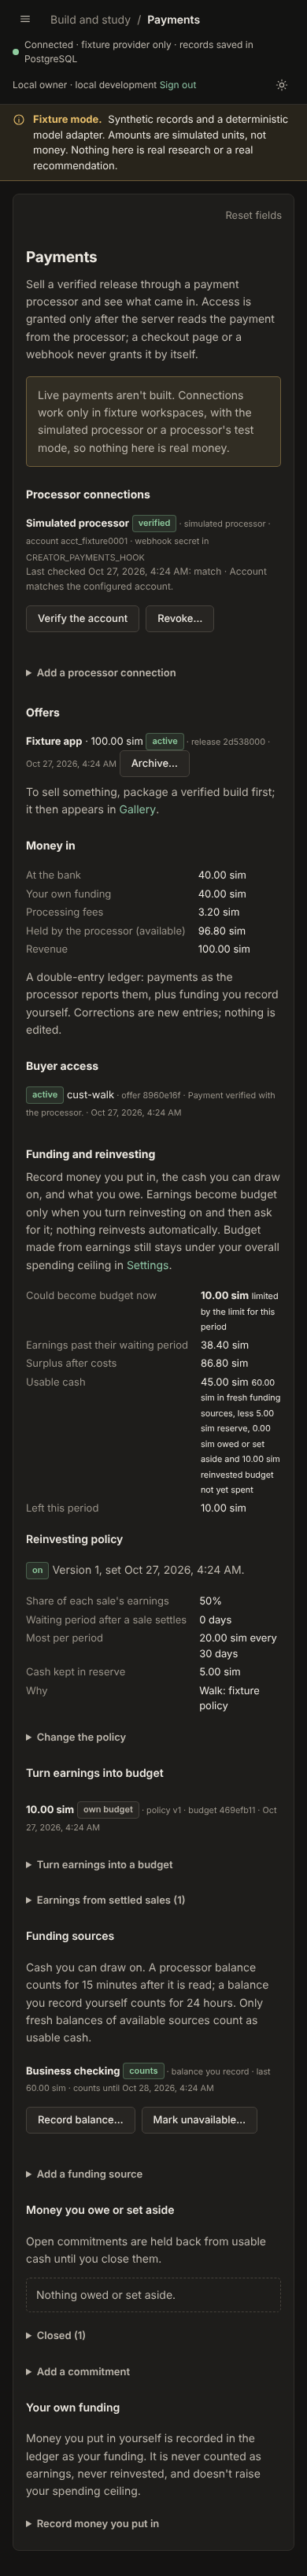 Build and study / Payments
Connected · fixture provider only · records saved in
PostgreSQL
Local owner · local development Sign out
Fixture mode. Synthetic records and a deterministic
model adapter. Amounts are simulated units, not
money. Nothing here is real research or a real
recommendation.
Reset fields
Payments
Sell a verified release through a payment
processor and see what came in. Access is
granted only after the server reads the payment
from the processor; a checkout page or a
webhook never grants it by itself.
Live payments aren't built. Connections
work only in fixture workspaces, with the
simulated processor or a processor's test
mode, so nothing here is real money.
Processor connections
Simulated processor verified · simulated processor ·
account acct_fixture0001 · webhook secret in
CREATOR_PAYMENTS_HOOK
Last checked Oct 27, 2026, 4:24 AM: match · Account
matches the configured account.
Verify the account Revoke...
Add a processor connection
Offers
Fixture app · 100.00 sim active · release 2d538000 ·
Oct 27, 2026, 4:24 AM Archive...
To sell something, package a verified build first;
it then appears in Gallery.
Money in
At the bank 40.00 sim
Your own funding 40.00 sim
Processing fees 3.20 sim
Held by the processor (available) 96.80 sim
Revenue 100.00 sim
A double-entry ledger: payments as the
processor reports them, plus funding you record
yourself. Corrections are new entries; nothing is
edited.
Buyer access
active cust-walk · offer 8960e16f · Payment verified with
the processor. · Oct 27, 2026, 4:24 AM
Funding and reinvesting
Record money you put in, the cash you can draw
on, and what you owe. Earnings become budget
only when you turn reinvesting on and then ask
for it; nothing reinvests automatically. Budget
made from earnings still stays under your overall
spending ceiling in Settings.
Could become budget now 10.00 sim limited
by the limit for this
period
Earnings past their waiting period 38.40 sim
Surplus after costs 86.80 sim
Usable cash 45.00 sim 60.00
sim in fresh funding
sources, less 5.00
sim reserve, 0.00
sim owed or set
aside and 10.00 sim
reinvested budget
not yet spent
Left this period 10.00 sim
Reinvesting policy
on Version 1, set Oct 27, 2026, 4:24 AM.
Share of each sale's earnings 50%
Waiting period after a sale settles 0 days
Most per period 20.00 sim every
30 days
Cash kept in reserve 5.00 sim
Why Walk: fixture
policy
Change the policy
Turn earnings into budget
10.00 sim own budget · policy v1 · budget 469efb11 · Oct
27, 2026, 4:24 AM
Turn earnings into a budget
Earnings from settled sales (1)
Funding sources
Cash you can draw on. A processor balance
counts for 15 minutes after it is read; a balance
you record yourself counts for 24 hours. Only
fresh balances of available sources count as
usable cash.
Business checking counts · balance you record · last
60.00 sim · counts until Oct 28, 2026, 4:24 AM
Record balance... Mark unavailable...
Add a funding source
Money you owe or set aside
Open commitments are held back from usable
cash until you close them.
Nothing owed or set aside.
Closed (1)
Add a commitment
Your own funding
Money you put in yourself is recorded in the
ledger as your funding. It is never counted as
earnings, never reinvested, and doesn't raise
your spending ceiling.
Record money you put in